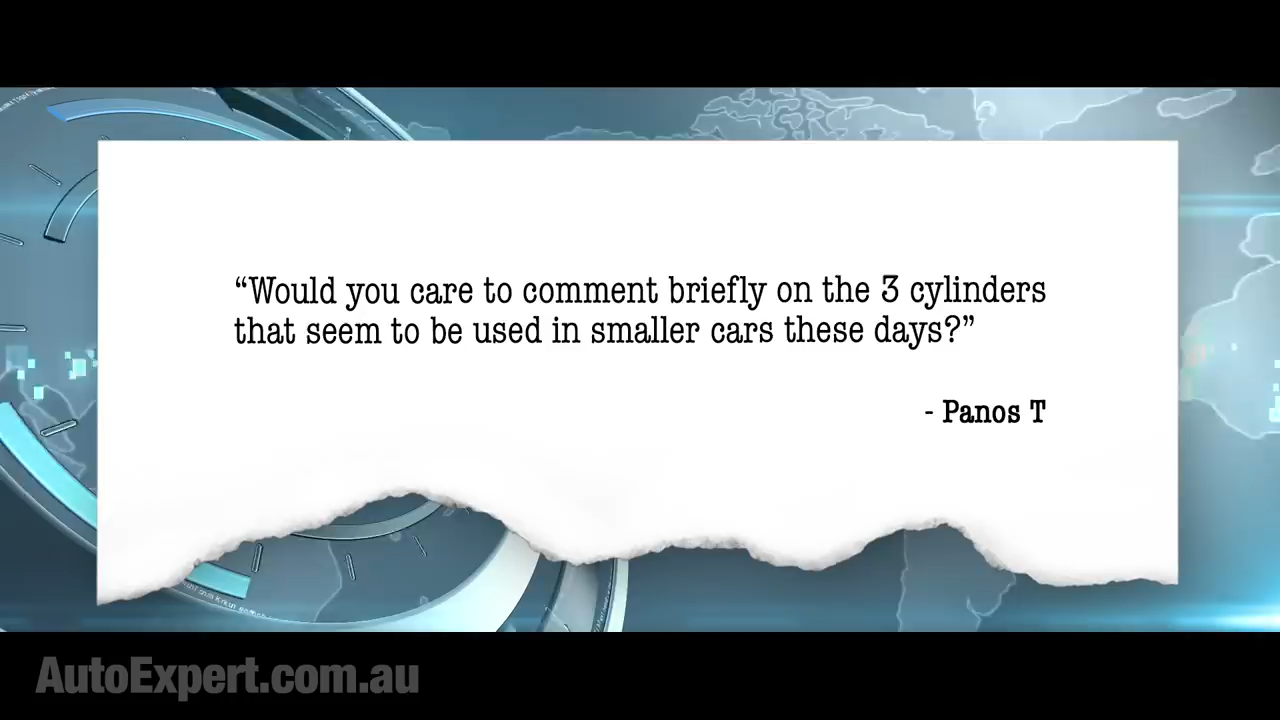 “Would you care to comment briefly on the 3 cylinders
that seem to be used in smaller cars these days?”
- Panos T
AutoExpert.com.au